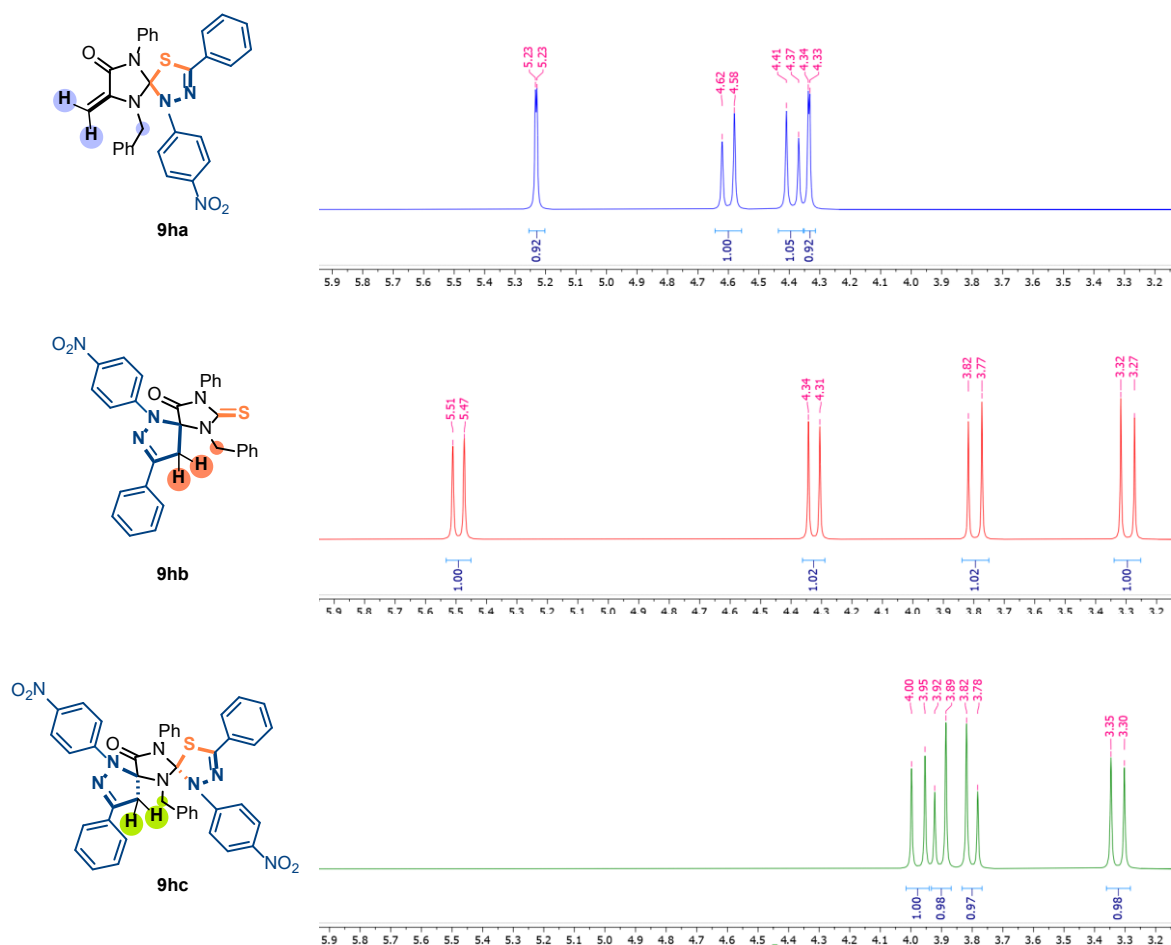 Ph
O
N
S
Ph
N
H
N
N
H
Ph
NO2
9ha
5.23
5.23
4.62
4.58
4.41
4.37
4.34
4.33
0.92
1.00
1.05
0.92
5.9 5.8 5.7 5.6 5.5 5.4 5.3 5.2 5.1 5.0 4.9 4.8 4.7 4.6 4.5 4.4 4.3 4.2 4.1 4.0 3.9 3.8 3.7 3.6 3.5 3.4 3.3 3.2
O2N
Ph
O
N
S
N
N
N
Ph
H
H
9hb
5.51
5.47
4.34
4.31
3.82
3.77
3.32
3.27
1.00
1.02
1.02
1.00
5.9 5.8 5.7 5.6 5.5 5.4 5.3 5.2 5.1 5.0 4.9 4.8 4.7 4.6 4.5 4.4 4.3 4.2 4.1 4.0 3.9 3.8 3.7 3.6 3.5 3.4 3.3 3.2
O2N
Ph
O
N
S
N
N
N
N
N
H
H
Ph
NO2
9hc
4.00
3.95
3.92
3.89
3.82
3.78
3.35
3.30
1.00
0.98
0.97
0.98
5.9 5.8 5.7 5.6 5.5 5.4 5.3 5.2 5.1 5.0 4.9 4.8 4.7 4.6 4.5 4.4 4.3 4.2 4.1 4.0 3.9 3.8 3.7 3.6 3.5 3.4 3.3 3.2